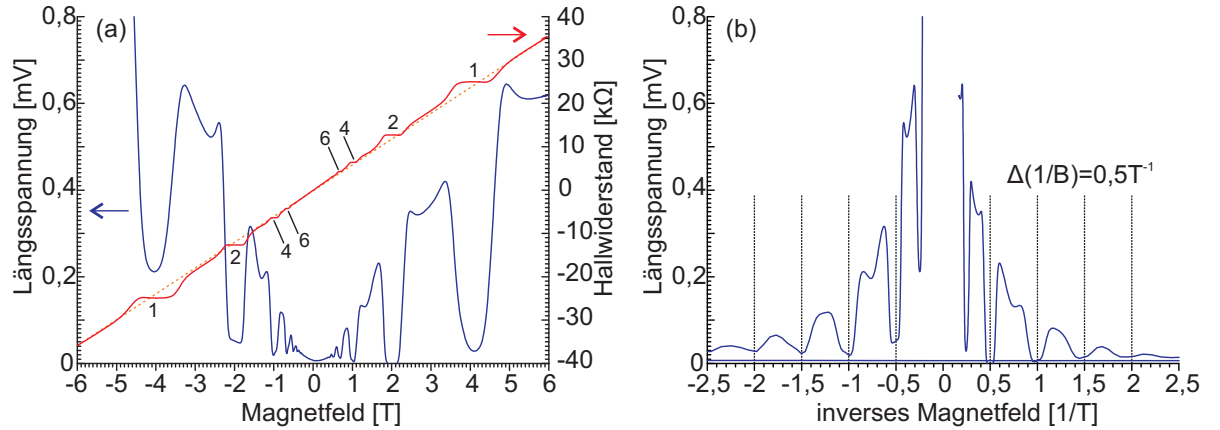 (a)
0,8
0,6
0,4
0,2
0
Längsspannung [mV]
-6 -5 -4 -3 -2 -1 0 1 2 3 4 5 6
Magnetfeld [T]
40
30
20
10
0
-10
-20
-30
-40
Hallwiderstand [kΩ]
1
2
4
6
6
4
2
1
(b)
0,8
0,6
0,4
0,2
0
Längsspannung [mV]
Δ(1/B)=0,5T⁻¹
-2,5 -2 -1,5 -1 -0,5 0 0,5 1 1,5 2 2,5
inverses Magnetfeld [1/T]